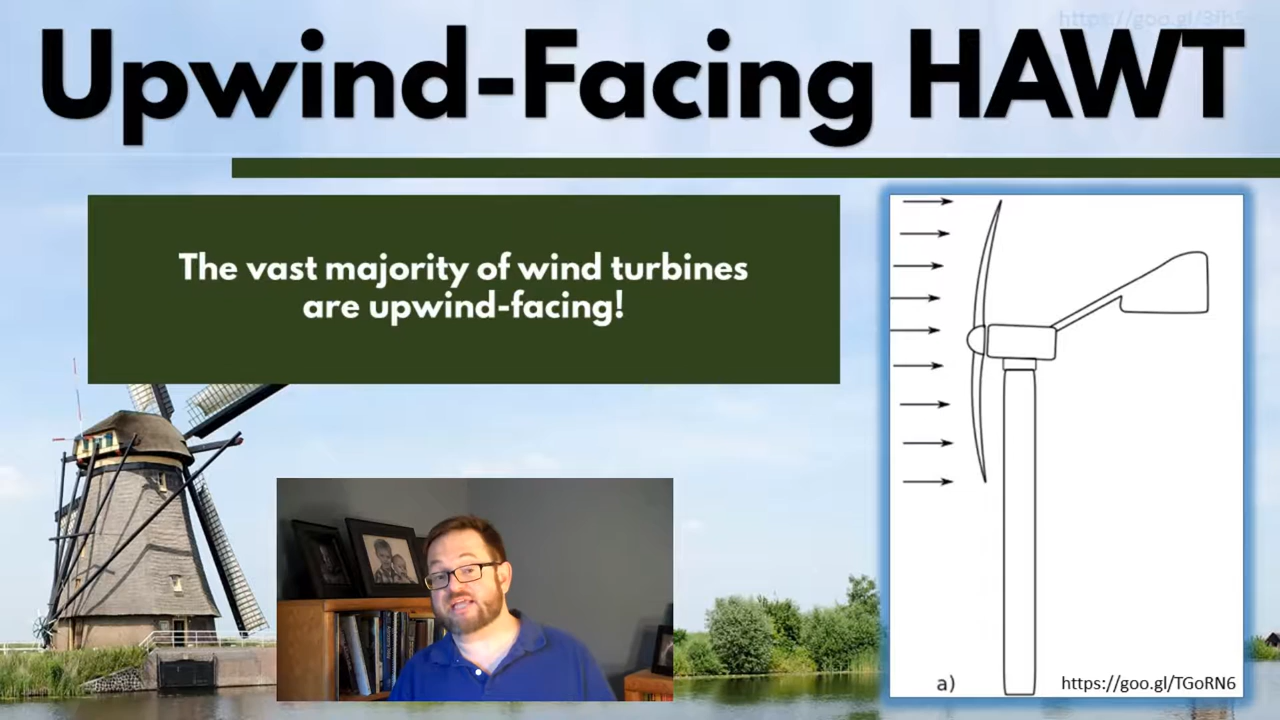 Upwind-Facing HAWT
The vast majority of wind turbines
are upwind-facing!
a)
https://goo.gl/TGoRN6